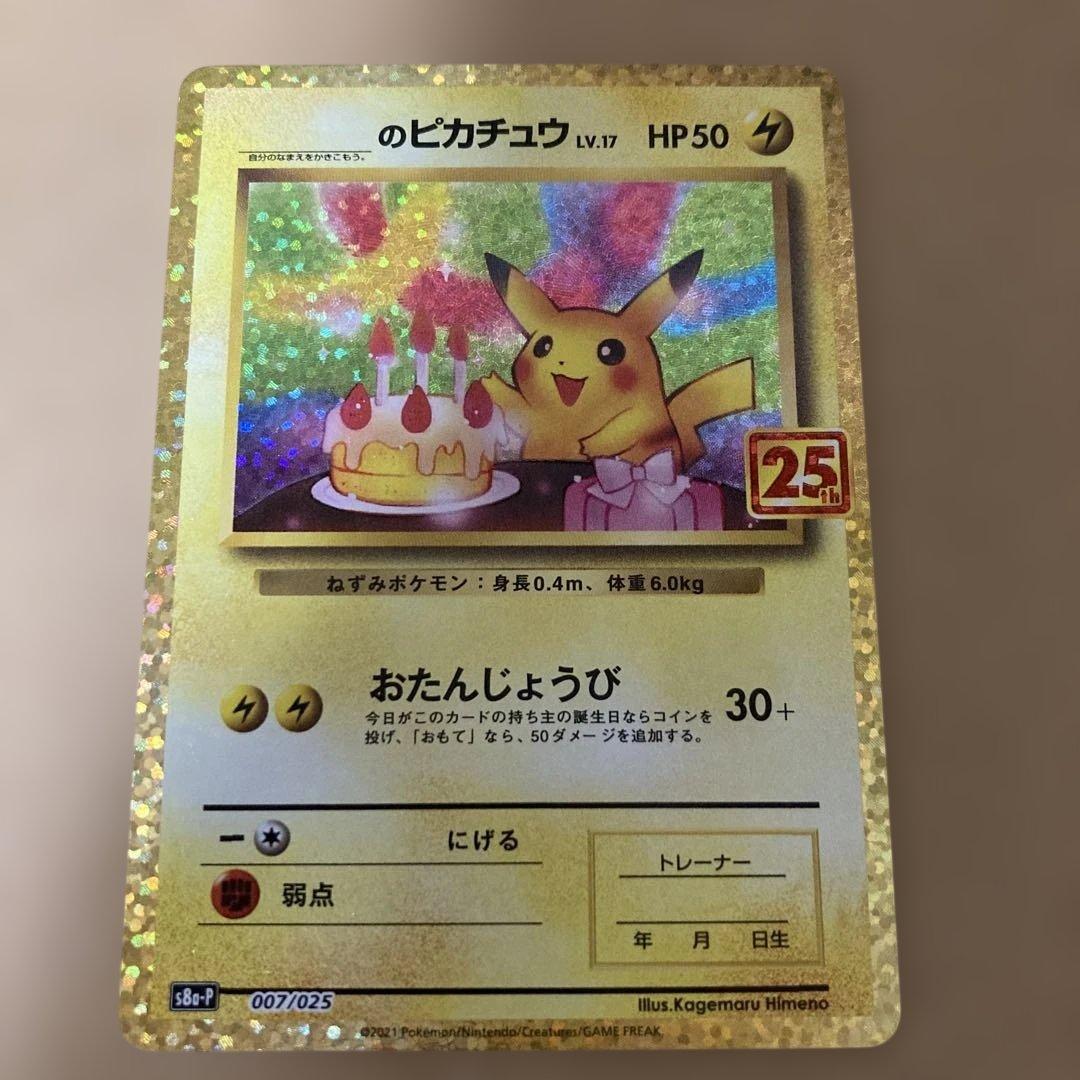 のピカチュウ LV.17 HP50
自分のなまえをかきこもう。
25th
ねずみポケモン：身長0.4m、体重6.0kg
おたんじょうび 30+
今日がこのカードの持ち主の誕生日ならコインを
投げ、「おもて」なら、50ダメージを追加する。
にげる
弱点
トレーナー
年 月 日生
s8a-P 007/025
Illus.Kagemaru Himeno
©2021 Pokémon/Nintendo/Creatures/GAME FREAK.